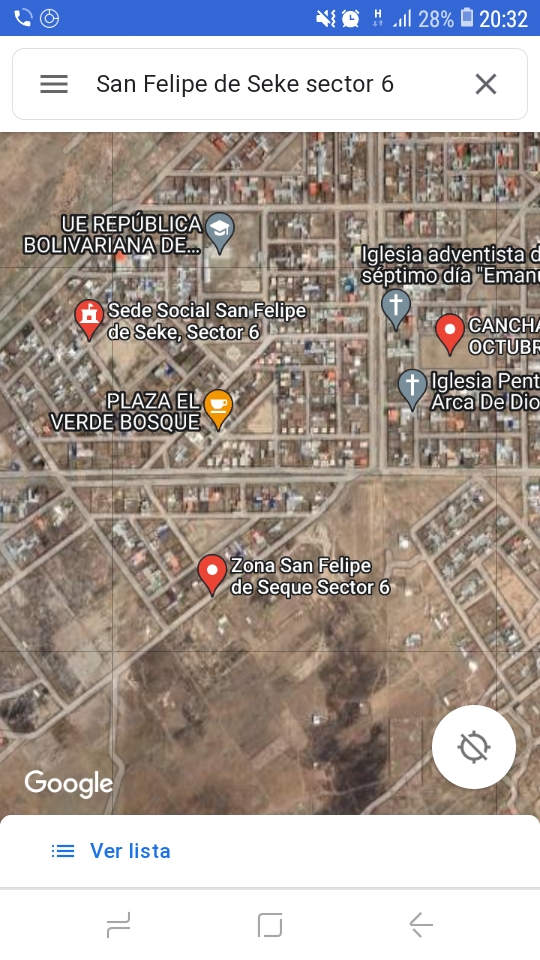 H 28% 20:32
San Felipe de Seke sector 6
UE REPÚBLICA
BOLIVARIANA DE...
Iglesia adventista d
séptimo día "Emanu
Sede Social San Felipe
de Seke, Sector 6
CANCHA
OCTUBR
PLAZA EL
VERDE BOSQUE
Iglesia Pent
Arca De Dio
Zona San Felipe
de Seque Sector 6
Google
Ver lista